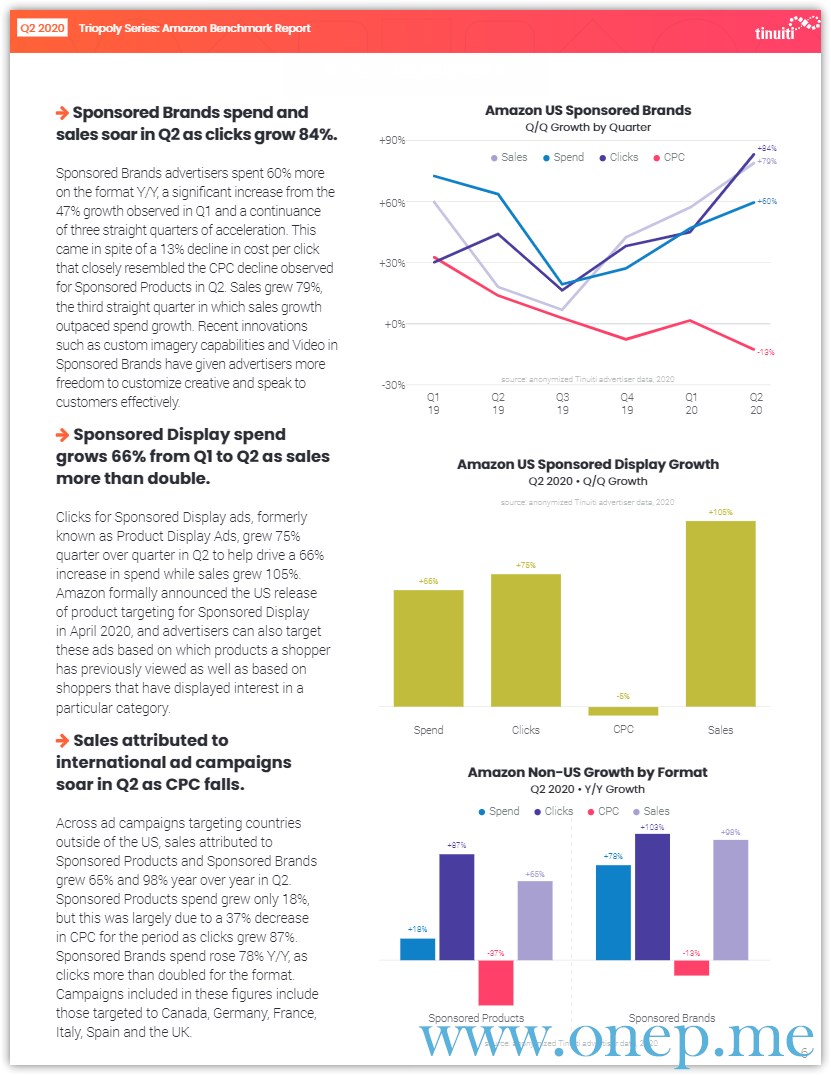 Q2 2020 Triopoly Series: Amazon Benchmark Report
tinuiti
Sponsored Brands spend and
sales soar in Q2 as clicks grow 84%.
Sponsored Brands advertisers spent 60% more
on the format Y/Y, a significant increase from the
47% growth observed in Q1 and a continuance
of three straight quarters of acceleration. This
came in spite of a 13% decline in cost per click
that closely resembled the CPC decline observed
for Sponsored Products in Q2. Sales grew 79%,
the third straight quarter in which sales growth
outpaced spend growth. Recent innovations
such as custom imagery capabilities and Video in
Sponsored Brands have given advertisers more
freedom to customize creative and speak to
customers effectively.
Sponsored Display spend
grows 66% from Q1 to Q2 as sales
more than double.
Clicks for Sponsored Display ads, formerly
known as Product Display Ads, grew 75%
quarter over quarter in Q2 to help drive a 66%
increase in spend while sales grew 105%.
Amazon formally announced the US release
of product targeting for Sponsored Display
in April 2020, and advertisers can also target
these ads based on which products a shopper
has previously viewed as well as based on
shoppers that have displayed interest in a
particular category.
Sales attributed to
international ad campaigns
soar in Q2 as CPC falls.
Across ad campaigns targeting countries
outside of the US, sales attributed to
Sponsored Products and Sponsored Brands
grew 65% and 98% year over year in Q2.
Sponsored Products spend grew only 18%,
but this was largely due to a 37% decrease
in CPC for the period as clicks grew 87%.
Sponsored Brands spend rose 78% Y/Y, as
clicks more than doubled for the format.
Campaigns included in these figures include
those targeted to Canada, Germany, France,
Italy, Spain and the UK.
Amazon US Sponsored Brands
Q/Q Growth by Quarter
+90%
Sales Spend Clicks CPC
+84%
+79%
+60%
+60%
+30%
+0%
-13%
-30%
source: anonymized Tinuiti advertiser data, 2020
Q1 Q2 Q3 Q4 Q1 Q2
19 19 19 19 20 20
Amazon US Sponsored Display Growth
Q2 2020 • Q/Q Growth
source: anonymized Tinuiti advertiser data, 2020
+66% +75% -5% +105%
Spend Clicks CPC Sales
Amazon Non-US Growth by Format
Q2 2020 • Y/Y Growth
Spend Clicks CPC Sales
+18% +87% -37% +65% +78% +103% -13% +98%
Sponsored Products Sponsored Brands
source: anonymized Tinuiti advertiser data, 2020
www.onep.me
6